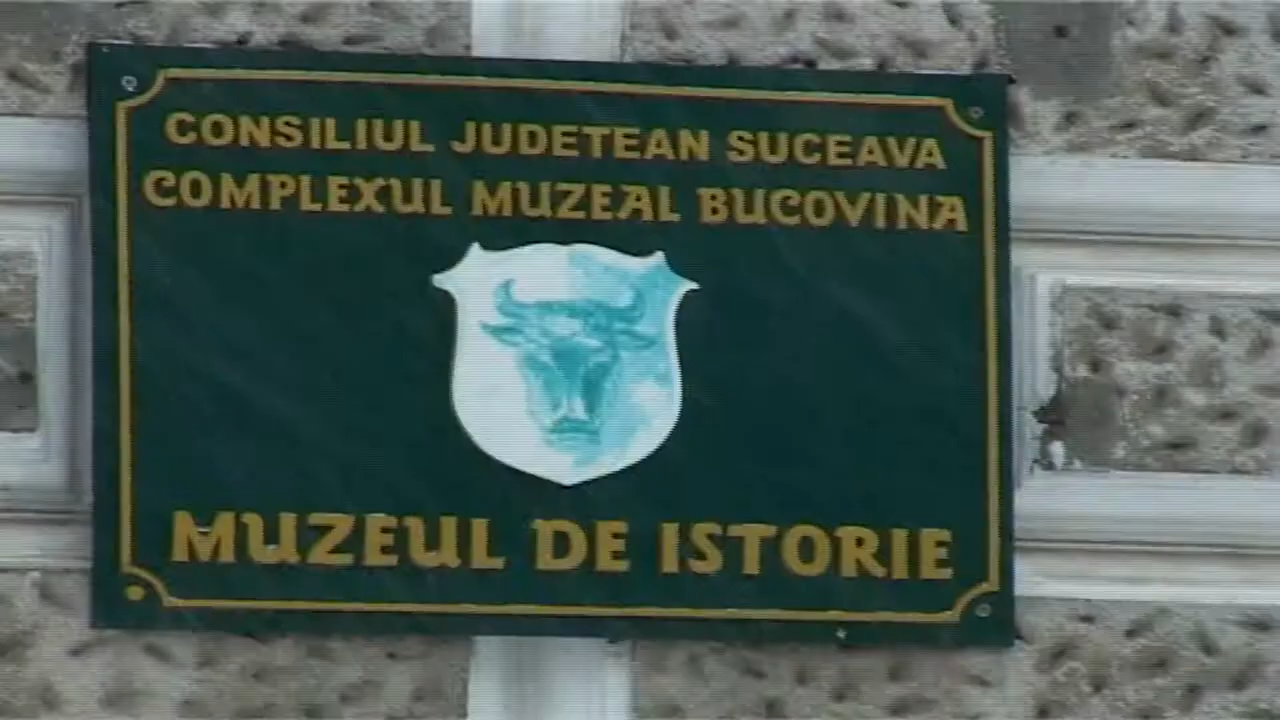 CONSILIUL JUDETEAN SUCEAVA
COMPLEXUL MUZEAL BUCOVINA
MUZEUL DE ISTORIE